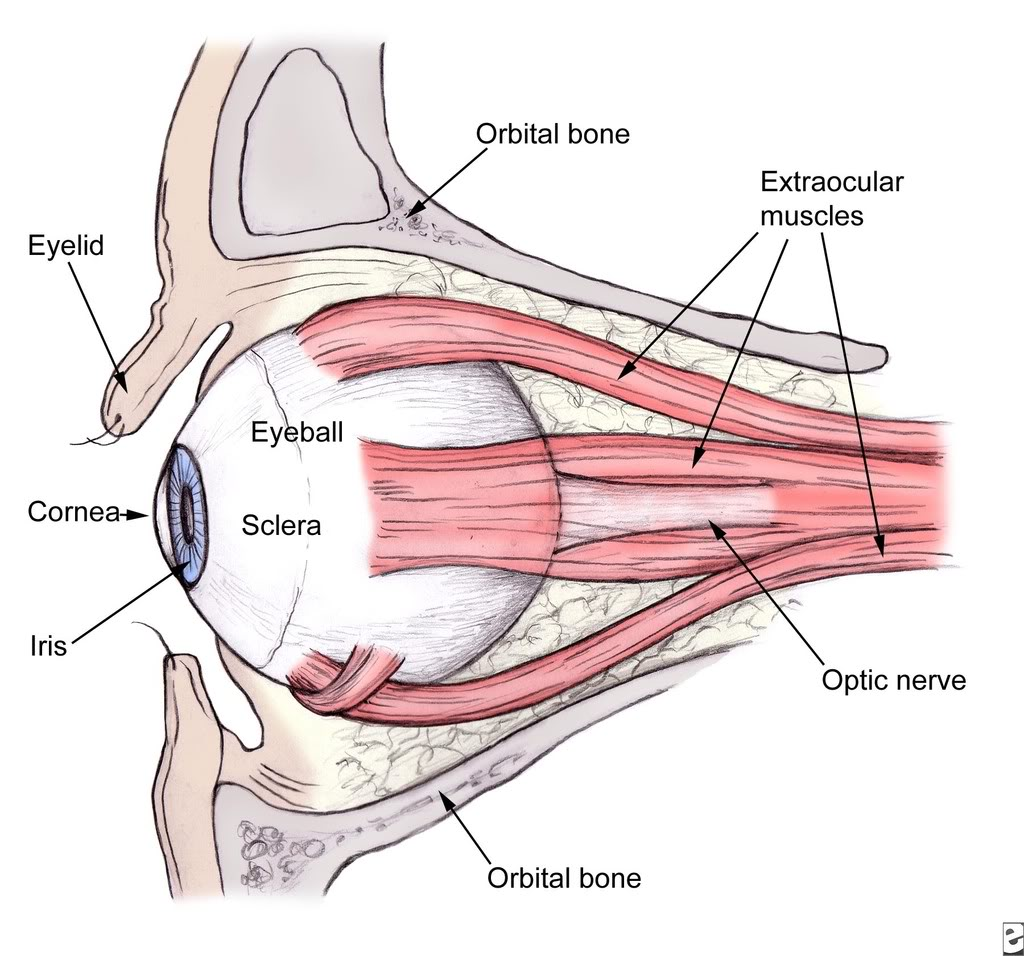 Orbital bone
Extraocular
muscles
Eyelid
Eyeball
Cornea
Sclera
Iris
Optic nerve
Orbital bone
e